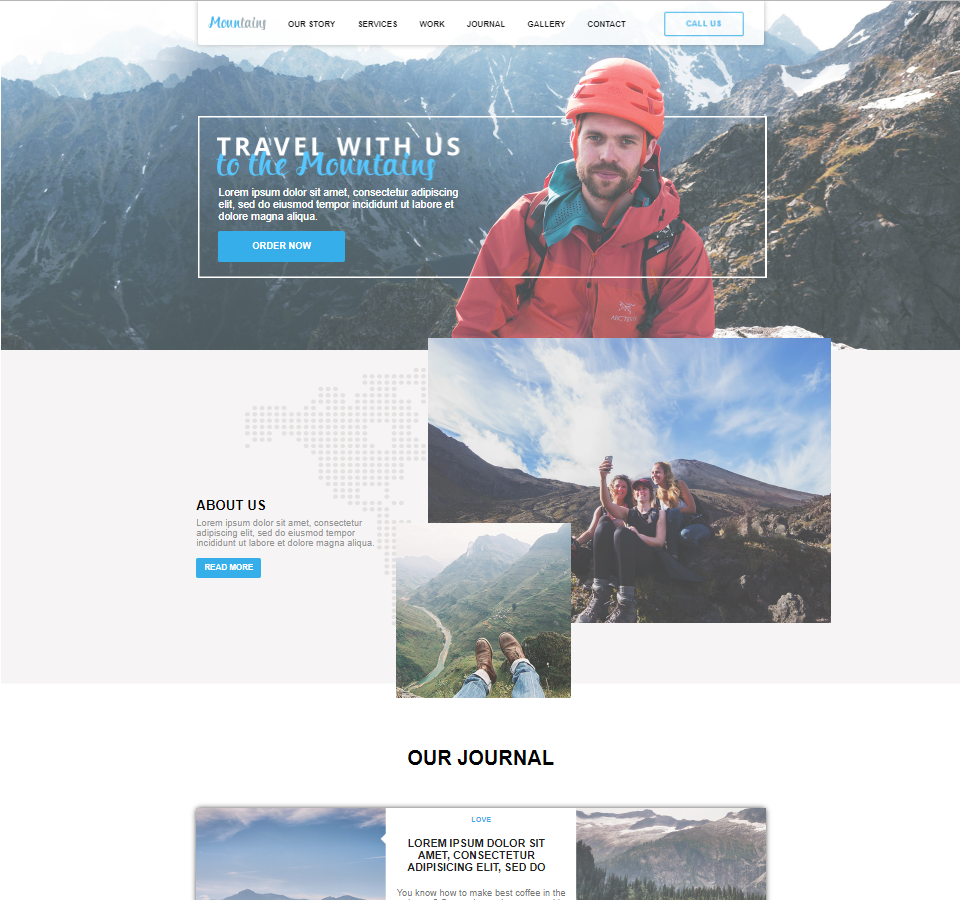 Mountains OUR STORY SERVICES WORK JOURNAL GALLERY CONTACT CALL US
TRAVEL WITH US
to the Mountains
Lorem ipsum dolor sit amet, consectetur adipiscing
elit, sed do eiusmod tempor incididunt ut labore et
dolore magna aliqua.
ORDER NOW
ABOUT US
Lorem ipsum dolor sit amet, consectetur
adipiscing elit, sed do eiusmod tempor
incididunt ut labore et dolore magna aliqua.
READ MORE
OUR JOURNAL
LOVE
LOREM IPSUM DOLOR SIT
AMET, CONSECTETUR
ADIPISICING ELIT, SED DO
You know how to make best coffee in the